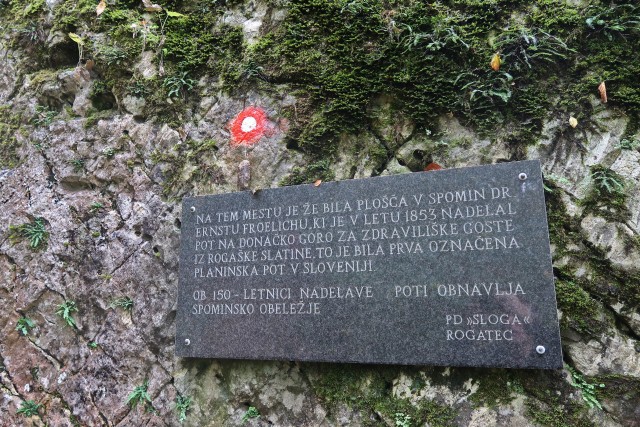 NA TEM MESTU JE ŽE BILA PLOŠČA V SPOMIN DR.
ERNSTU FROELICHU, KI JE V LETU 1853 NADELAL
POT NA DONAČKO GORO ZA ZDRAVILIŠKE GOSTE
IZ ROGAŠKE SLATINE. TO JE BILA PRVA OZNAČENA
PLANINSKA POT V SLOVENIJI.
OB 150-LETNICI NADELAVE POTI OBNAVLJA
SPOMINSKO OBELEŽJE
PD »SLOGA«
ROGATEC